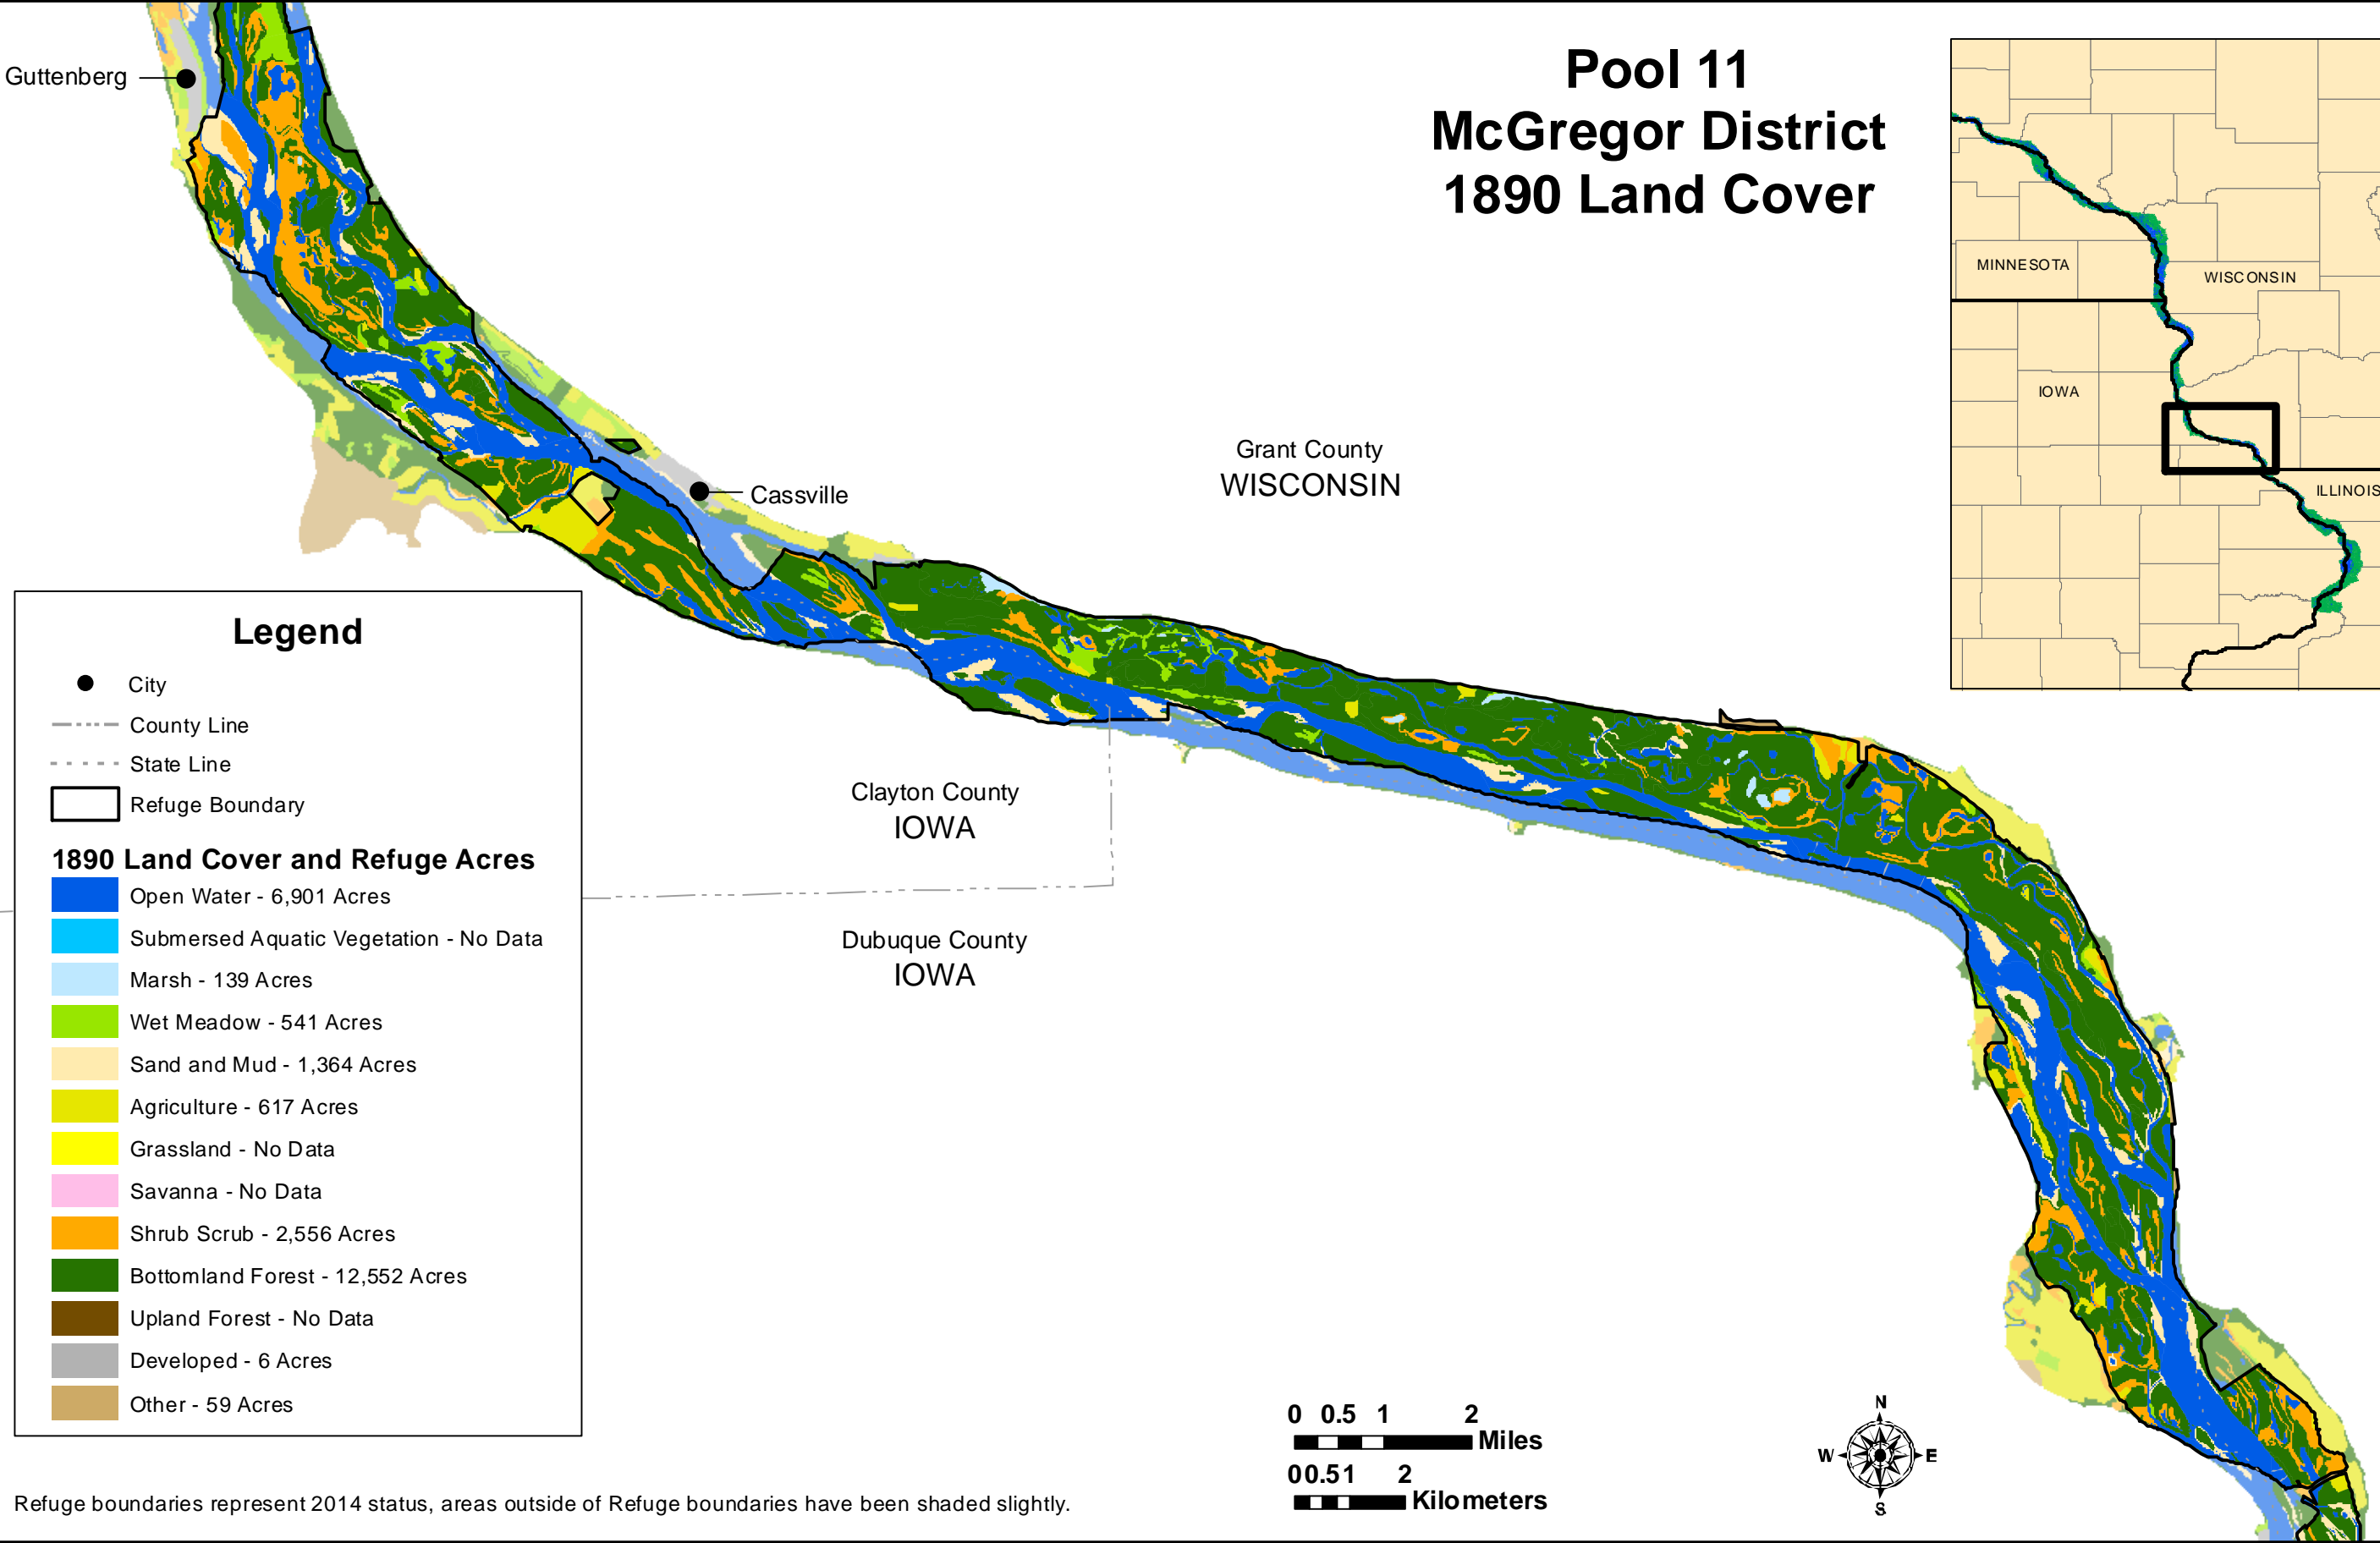 Pool 11
McGregor District
1890 Land Cover
Guttenberg
Cassville
Grant County
WISCONSIN
Clayton County
IOWA
Dubuque County
IOWA
MINNESOTA
WISCONSIN
IOWA
ILLINOIS
Legend
City
County Line
State Line
Refuge Boundary
1890 Land Cover and Refuge Acres
Open Water - 6,901 Acres
Submersed Aquatic Vegetation - No Data
Marsh - 139 Acres
Wet Meadow - 541 Acres
Sand and Mud - 1,364 Acres
Agriculture - 617 Acres
Grassland - No Data
Savanna - No Data
Shrub Scrub - 2,556 Acres
Bottomland Forest - 12,552 Acres
Upland Forest - No Data
Developed - 6 Acres
Other - 59 Acres
0 0.5 1 2
Miles
0 0.5 1 2
Kilometers
N
W E
S
Refuge boundaries represent 2014 status, areas outside of Refuge boundaries have been shaded slightly.